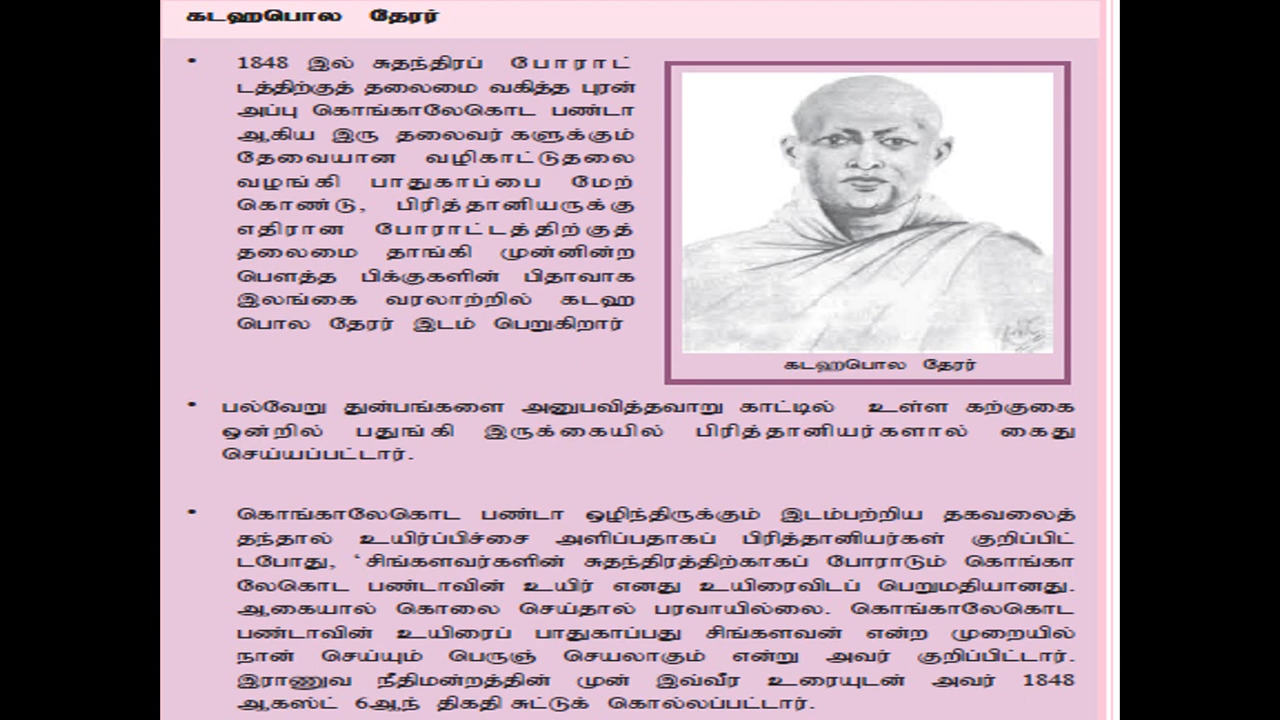 கடஹபொல தேரர்
• 1848 இல் சுதந்திரப் போராட்
டத்திற்குத் தலைமை வகித்த புரன்
அப்பு கொங்காலேகொட பண்டா
ஆகிய இரு தலைவர் களுக்கும்
தேவையான வழிகாட்டுதலை
வழங்கி பாதுகாப்பை மேற்
கொண்டு, பிரித்தானியருக்கு
எதிரான போராட்டத்திற்குத்
தலைமை தாங்கி முன்னின்ற
பௌத்த பிக்குகளின் பிதாவாக
இலங்கை வரலாற்றில் கடஹ
பொல தேரர் இடம் பெறுகிறார்
கடஹபொல தேரர்
• பல்வேறு துன்பங்களை அனுபவித்தவாறு காட்டில் உள்ள கற்குகை
ஒன்றில் பதுங்கி இருக்கையில் பிரித்தானியர்களால் கைது
செய்யப்பட்டார்.
• கொங்காலேகொட பண்டா ஒழிந்திருக்கும் இடம்பற்றிய தகவலைத்
தந்தால் உயிர்ப்பிச்சை அளிப்பதாகப் பிரித்தானியர்கள் குறிப்பிட்
டபோது, ‘சிங்களவர்களின் சுதந்திரத்திற்காகப் போராடும் கொங்கா
லேகொட பண்டாவின் உயிர் எனது உயிரைவிடப் பெறுமதியானது.
ஆகையால் கொலை செய்தால் பரவாயில்லை. கொங்காலேகொட
பண்டாவின் உயிரைப் பாதுகாப்பது சிங்களவன் என்ற முறையில்
நான் செய்யும் பெருஞ் செயலாகும் என்று அவர் குறிப்பிட்டார்.
இராணுவ நீதிமன்றத்தின் முன் இவ்வீர உரையுடன் அவர் 1848
ஆகஸ்ட் 6ஆந் திகதி சுட்டுக் கொல்லப்பட்டார்.